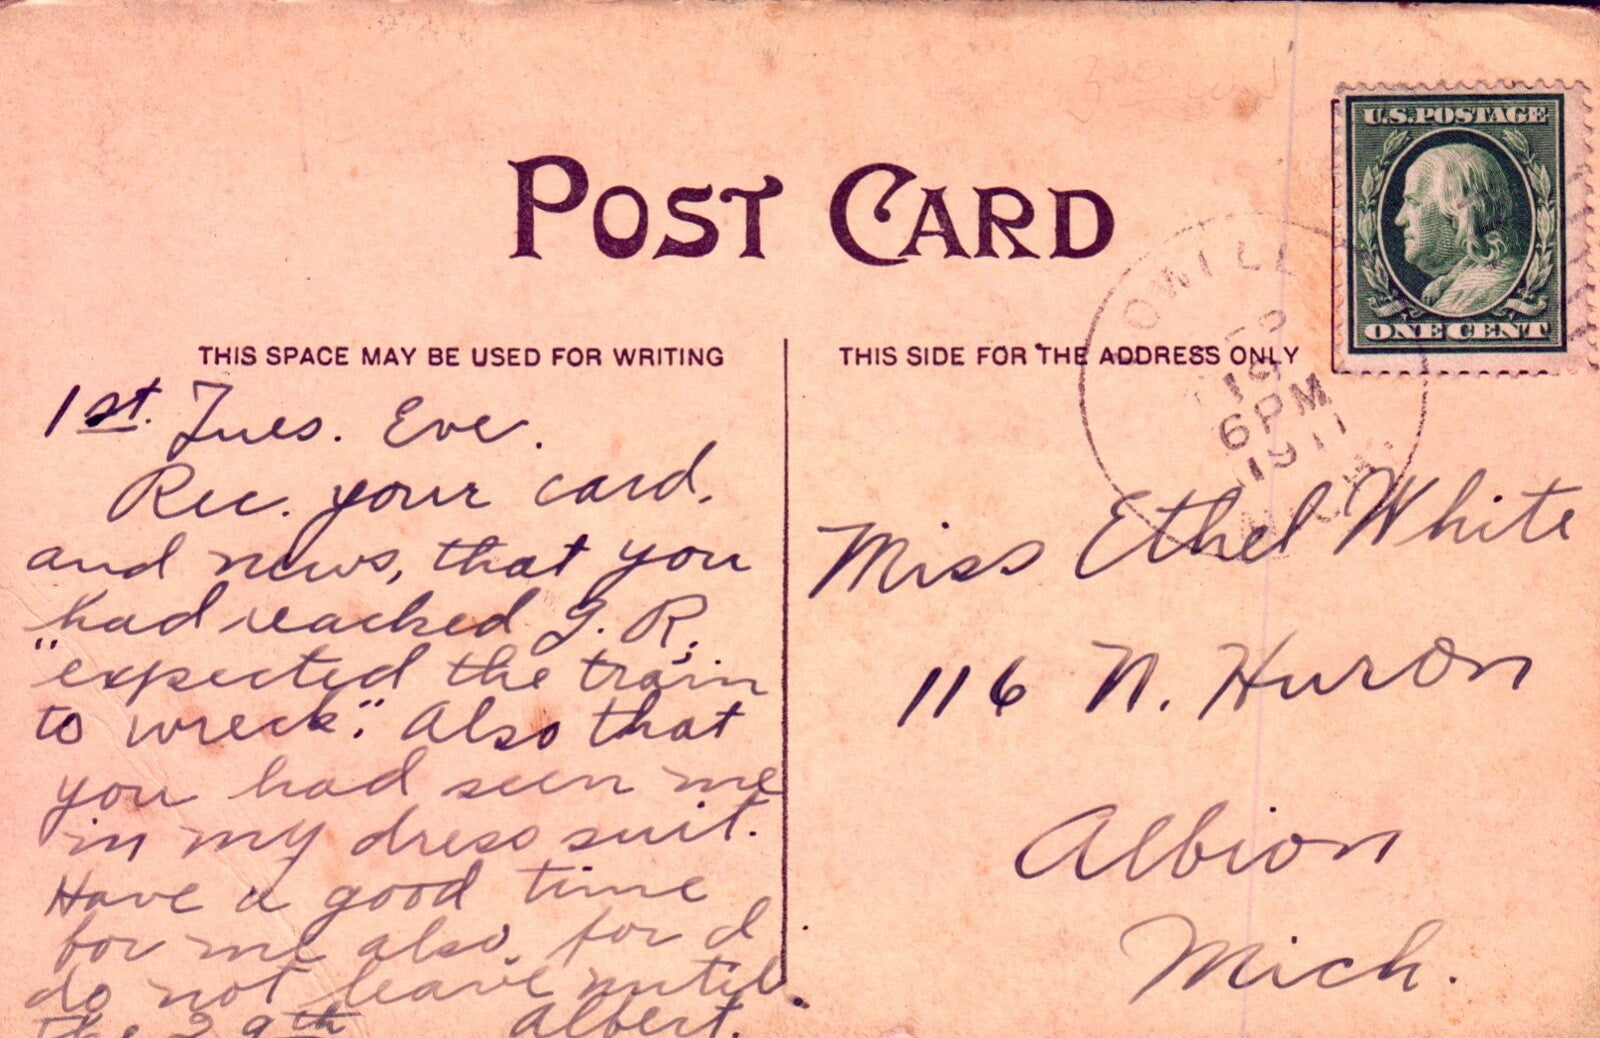 POST CARD
U.S. POSTAGE
ONE CENT
THIS SPACE MAY BE USED FOR WRITING
THIS SIDE FOR THE ADDRESS ONLY
OWILL
19
6PM
1911
1st. Tues. Eve.
Rec. your card,
and news, that you
had reached G. R;
"expected the train
to wreck". Also that
you had seen me
in my dress suit.
Have a good time
for me also, for I
do not leave until
the 29th Albert.
Miss Ethel White
116 N. Huron
Albion
Mich.